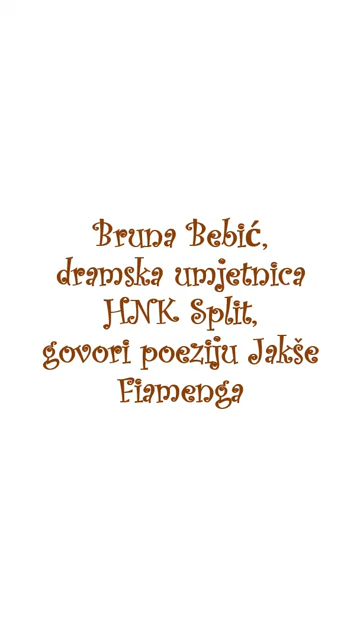 Bruna Bebić,
dramska umjetnica
HNK Split,
govori poeziju Jakše
Fiamenga